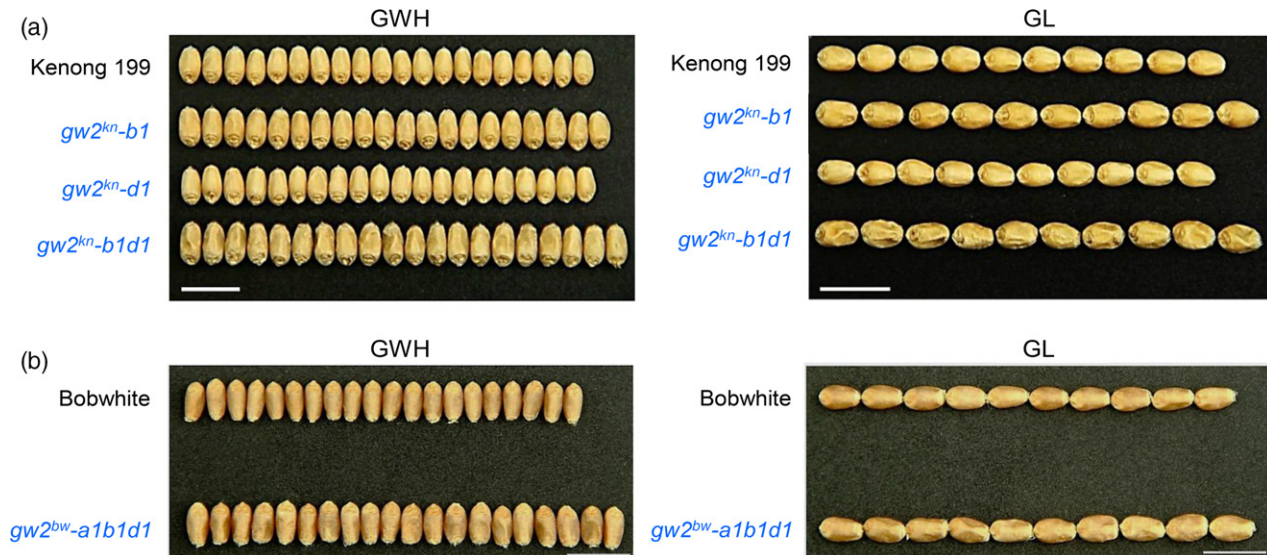 (a)
GWH
GL
Kenong 199
Kenong 199
gw2kn-b1
gw2kn-b1
gw2kn-d1
gw2kn-d1
gw2kn-b1d1
gw2kn-b1d1
(b)
GWH
GL
Bobwhite
Bobwhite
gw2bw-a1b1d1
gw2bw-a1b1d1